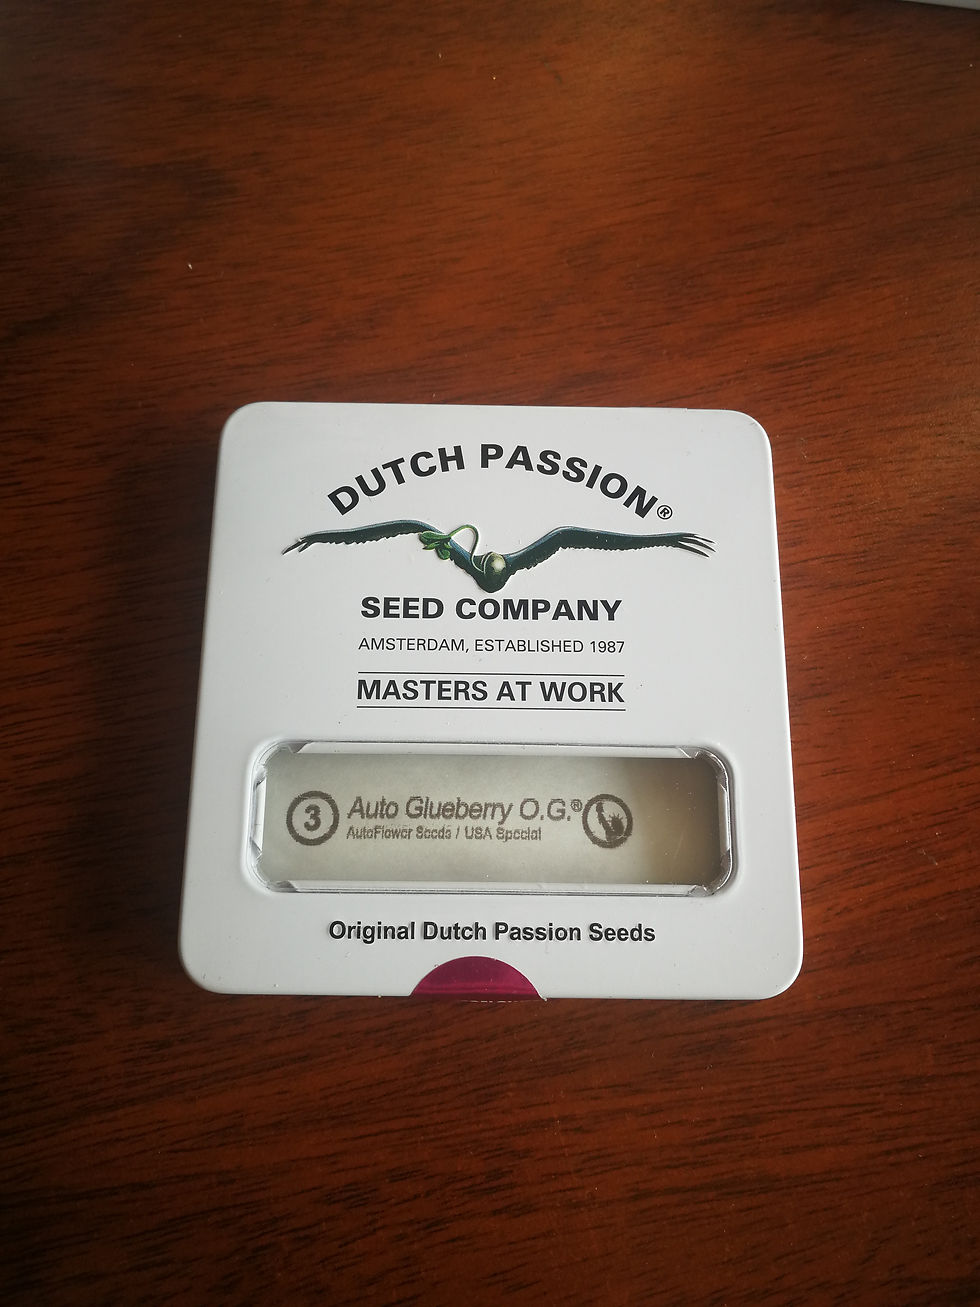 DUTCH PASSION®
SEED COMPANY
AMSTERDAM, ESTABLISHED 1987
MASTERS AT WORK
3 Auto Glueberry O.G.®
AutoFlower Seeds / USA Special
Original Dutch Passion Seeds